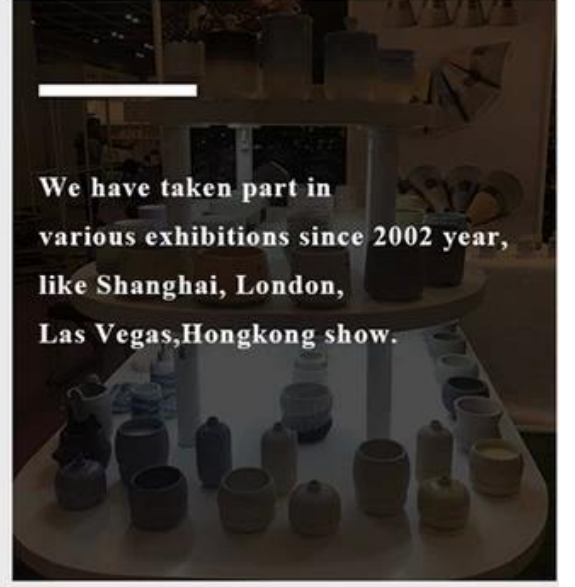 We have taken part in
various exhibitions since 2002 year,
like Shanghai, London,
Las Vegas,Hongkong show.